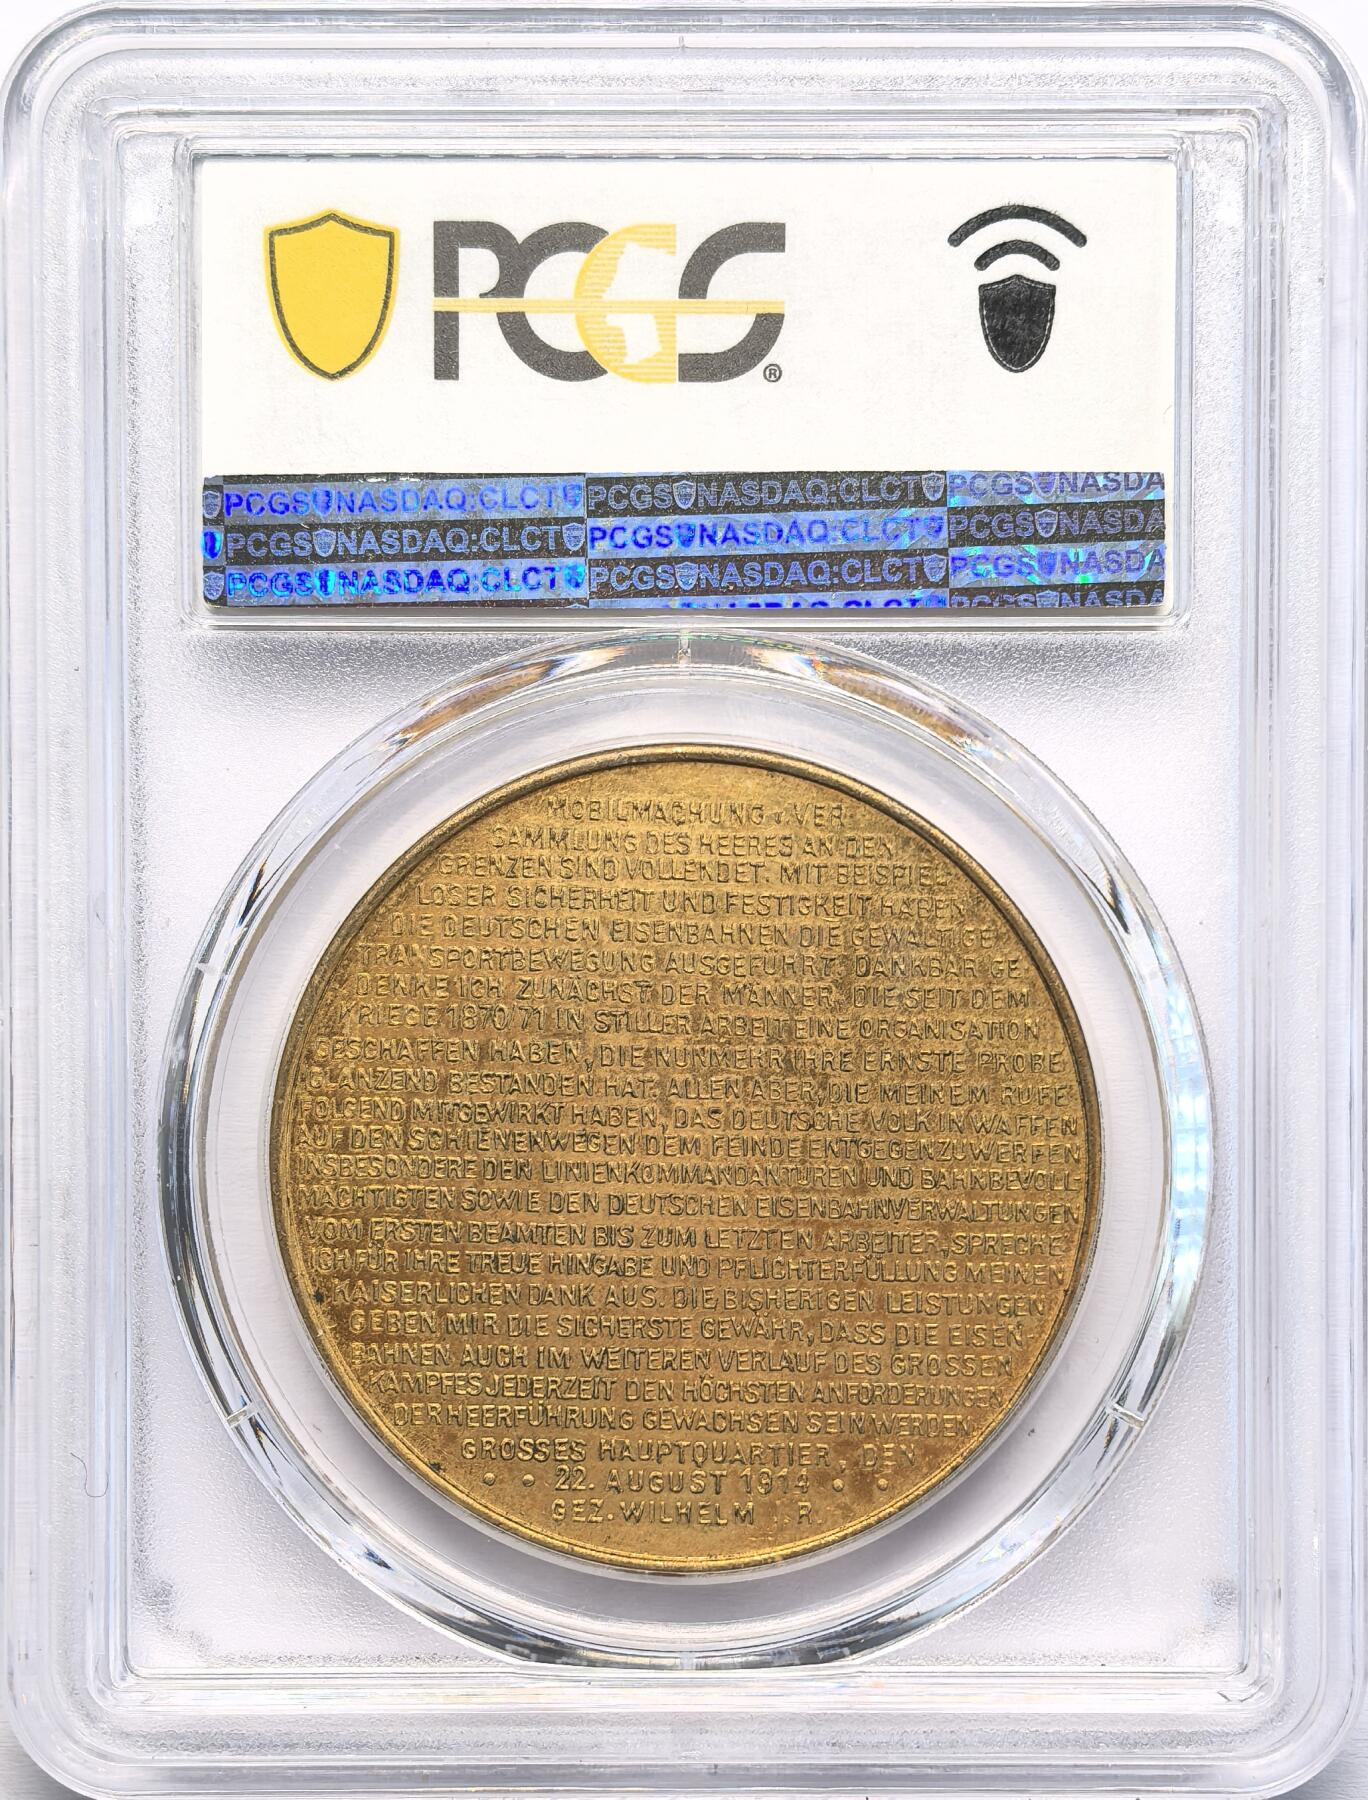 PCGS®
PCGS NASDAQ:CLCT PCGS NASDAQ:CLCT PCGS NASDA
PCGS NASDAQ:CLCT PCGS NASDAQ:CLCT PCGS NASDA
PCGS NASDAQ:CLCT PCGS NASDAQ:CLCT PCGS NASDA
MOBILMACHUNG U. VER
SAMMLUNG DES HEERES AN DEN
GRENZEN SIND VOLLENDET. MIT BEISPIEL-
LOSER SICHERHEIT UND FESTIGKEIT HABEN
DIE DEUTSCHEN EISENBAHNEN DIE GEWALTIGE
TRANSPORTBEWEGUNG AUSGEFÜHRT. DANKBAR GE-
DENKE ICH ZUNÄCHST DER MÄNNER, DIE SEIT DEM
KRIEGE 1870/71 IN STILLER ARBEIT EINE ORGANISATION
GESCHAFFEN HABEN, DIE NUNMEHR IHRE ERNSTE PROBE
GLÄNZEND BESTANDEN HAT. ALLEN ABER, DIE MEINEM RUFE
FOLGEND MITGEWIRKT HABEN, DAS DEUTSCHE VOLK IN WAFFEN
AUF DEN SCHIENENWEGEN DEM FEINDE ENTGEGENZUWERFEN
INSBESONDERE DEN LINIENKOMMANDANTUREN UND BAHNBEVOLL-
MÄCHTIGTEN SOWIE DEN DEUTSCHEN EISENBAHNVERWALTUNGEN
VOM ERSTEN BEAMTEN BIS ZUM LETZTEN ARBEITER, SPRECHE
ICH FÜR IHRE TREUE HINGABE UND PFLICHTERFÜLLUNG MEINEN
KAISERLICHEN DANK AUS. DIE BISHERIGEN LEISTUNGEN
GEBEN MIR DIE SICHERSTE GEWÄHR, DASS DIE EISEN-
BAHNEN AUCH IM WEITEREN VERLAUF DES GROSSEN
KAMPFES JEDERZEIT DEN HÖCHSTEN ANFORDERUNGEN
DER HEERFÜHRUNG GEWACHSEN SEIN WERDEN
GROSSES HAUPTQUARTIER, DEN
• • 22. AUGUST 1914 • •
GEZ. WILHELM I. R.